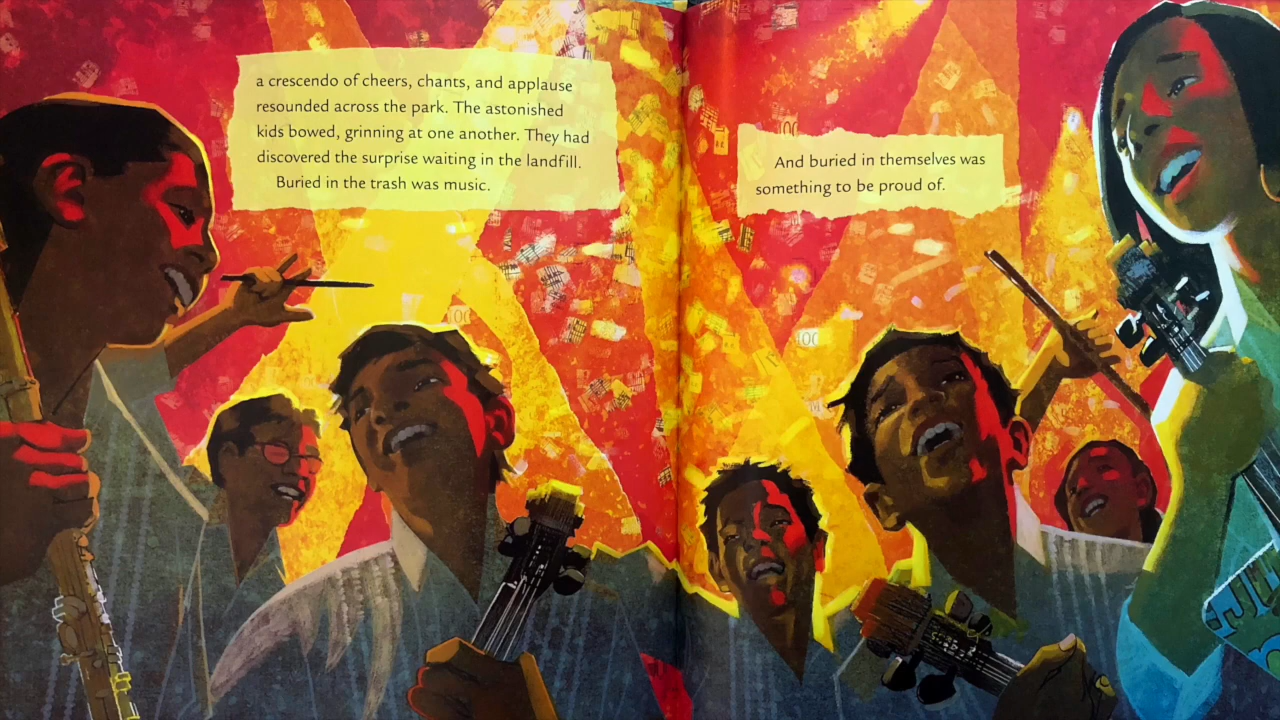 a crescendo of cheers, chants, and applause
resounded across the park. The astonished
kids bowed, grinning at one another. They had
discovered the surprise waiting in the landfill.
Buried in the trash was music.
And buried in themselves was
something to be proud of.